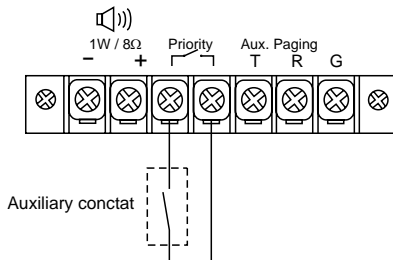 1W / 8Ω Priority Aux. Paging
− + T R G
Auxiliary conctat